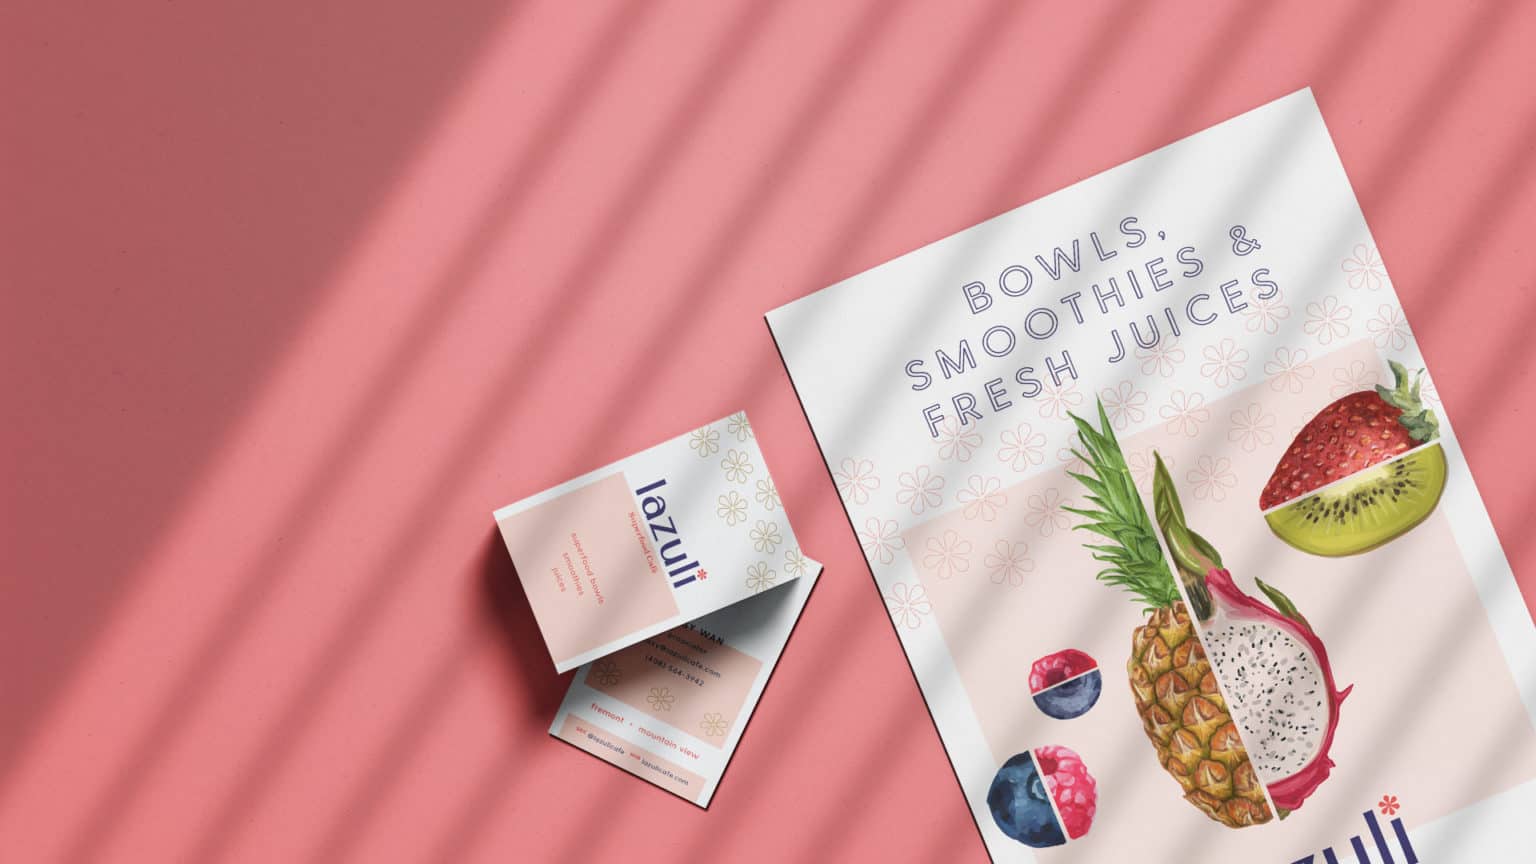 BOWLS,
SMOOTHIES &
FRESH JUICES
lazuli
Superfood Cafe
superfood bowls
smoothies
juices
WAN
@lazulicafe.com
(408) 564-3942
fremont • mountain view
@lazulicafe lazulicafe.com
zuli